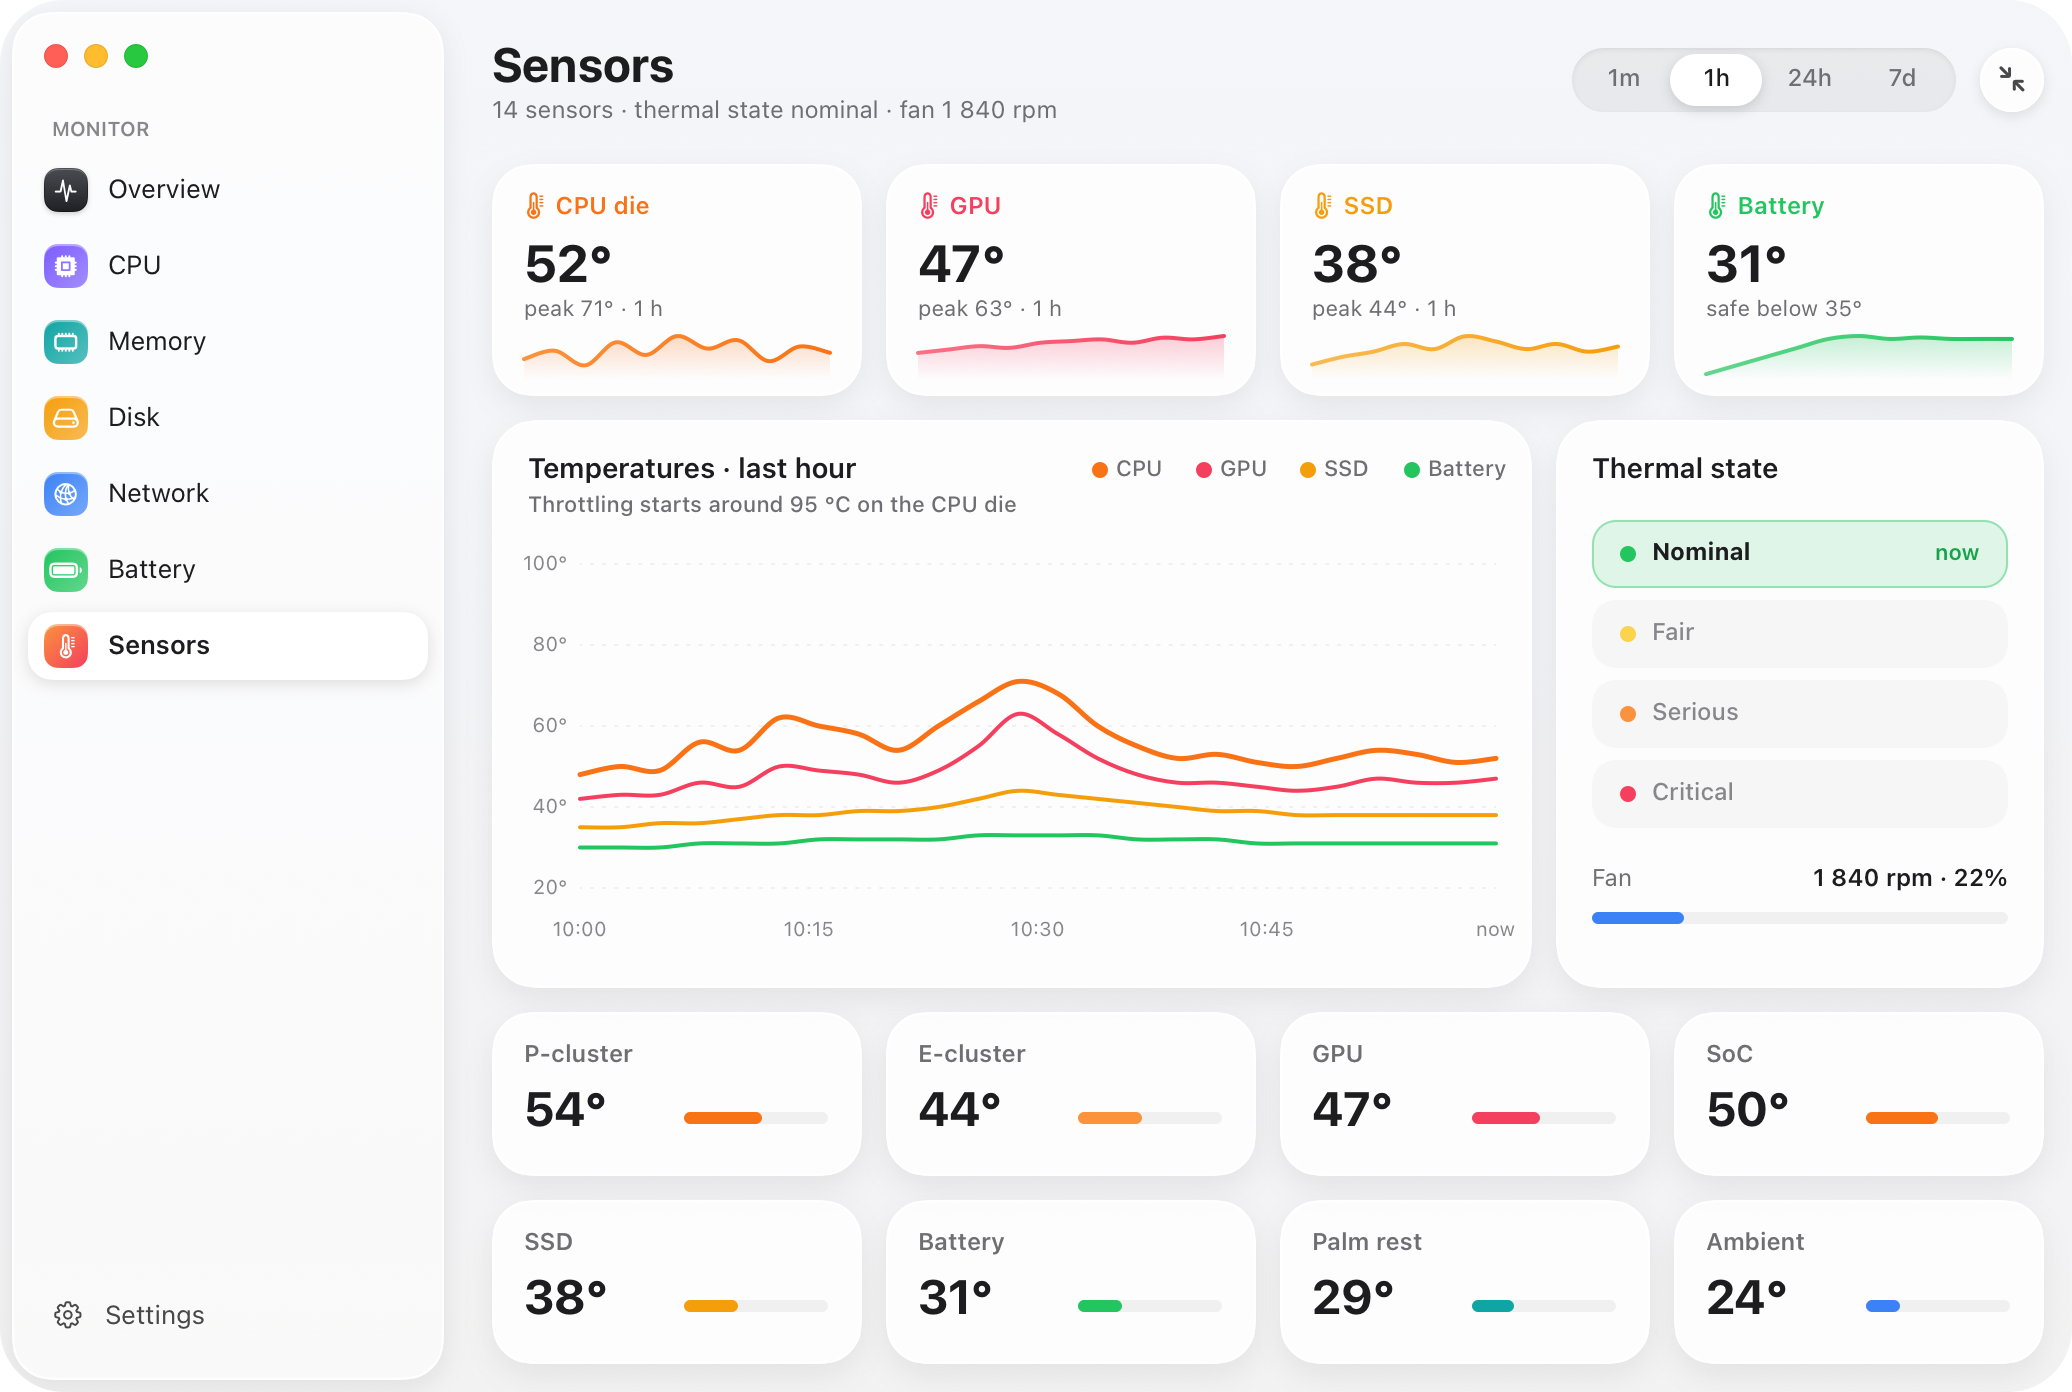 MONITOR
Overview
CPU
Memory
Disk
Network
Battery
Sensors
Settings
Sensors
14 sensors · thermal state nominal · fan 1 840 rpm
1m 1h 24h 7d
CPU die
52°
peak 71° · 1 h
GPU
47°
peak 63° · 1 h
SSD
38°
peak 44° · 1 h
Battery
31°
safe below 35°
Temperatures · last hour
Throttling starts around 95 °C on the CPU die
CPU GPU SSD Battery
100°
80°
60°
40°
20°
10:00 10:15 10:30 10:45 now
Thermal state
Nominal now
Fair
Serious
Critical
Fan 1 840 rpm · 22%
P-cluster
54°
E-cluster
44°
GPU
47°
SoC
50°
SSD
38°
Battery
31°
Palm rest
29°
Ambient
24°